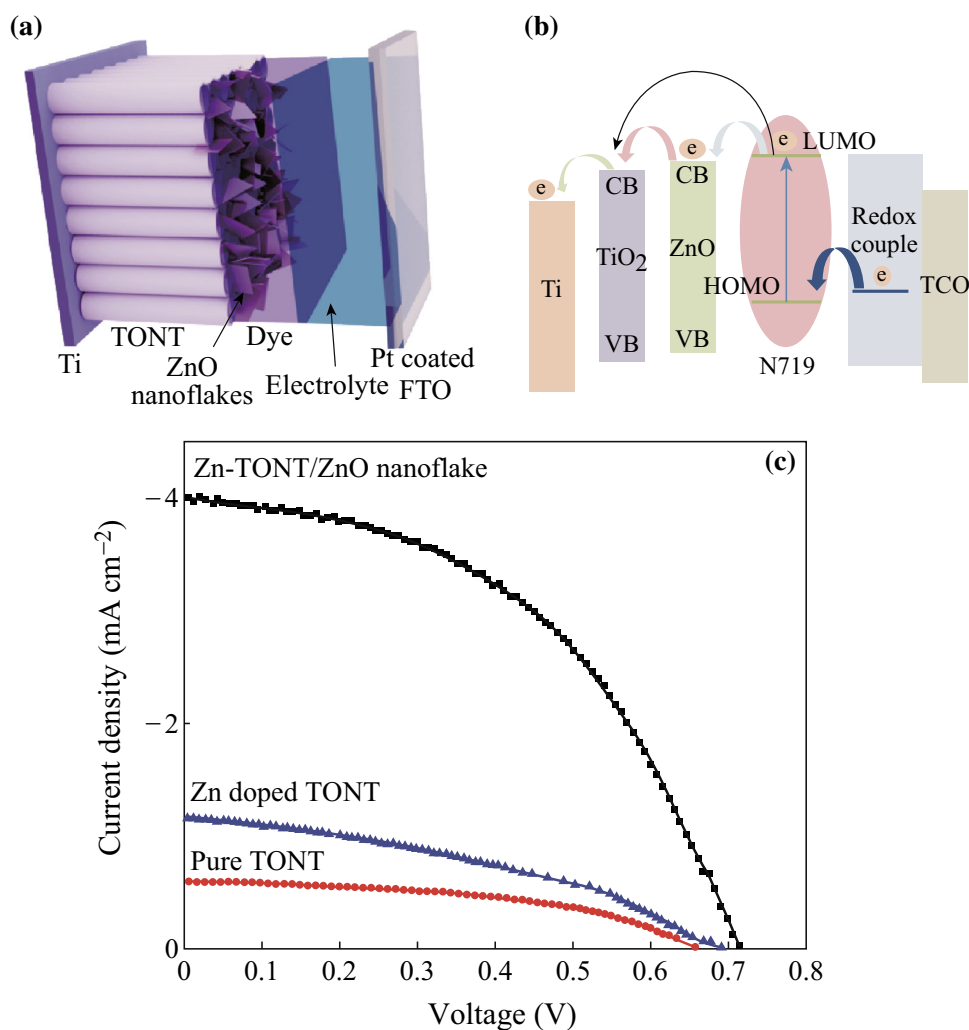 (a)
Ti
TONT
ZnO
nanoflakes
Dye
Electrolyte
Pt coated
FTO
(b)
e
Ti
e
CB
TiO₂
VB
e
CB
ZnO
VB
e
LUMO
HOMO
N719
Redox
couple
e
TCO
(c)
Zn-TONT/ZnO nanoflake
Zn doped TONT
Pure TONT
Current density (mA cm⁻²)
−4
−2
0
0 0.1 0.2 0.3 0.4 0.5 0.6 0.7 0.8
Voltage (V)